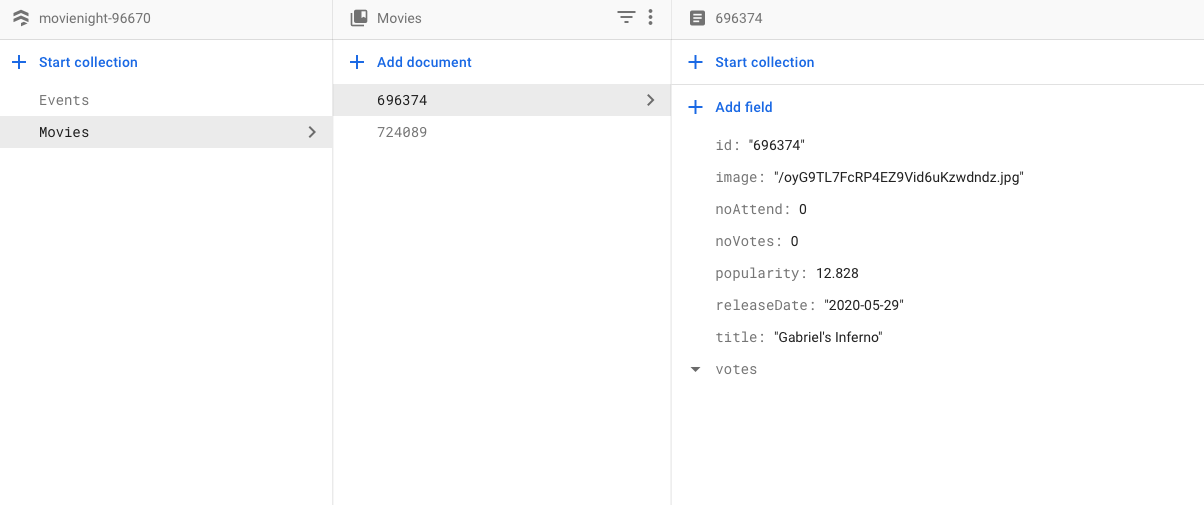 movienight-96670
Start collection
Events
Movies
Movies
Add document
696374
724089
696374
Start collection
Add field
id: "696374"
image: "/oyG9TL7FcRP4EZ9Vid6uKzwdndz.jpg"
noAttend: 0
noVotes: 0
popularity: 12.828
releaseDate: "2020-05-29"
title: "Gabriel's Inferno"
votes